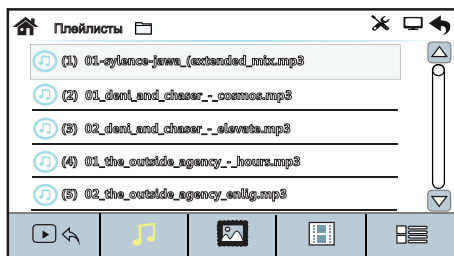 Плейлисты
(1) 01-sylence-jawa_(extended_mix.mp3
(2) 01_deni_and_chaser_-_cosmos.mp3
(3) 02_deni_and_chaser_-_elevate.mp3
(4) 01_the_outside_agency_-_hours.mp3
(5) 02_the_outside_agency_enlig.mp3